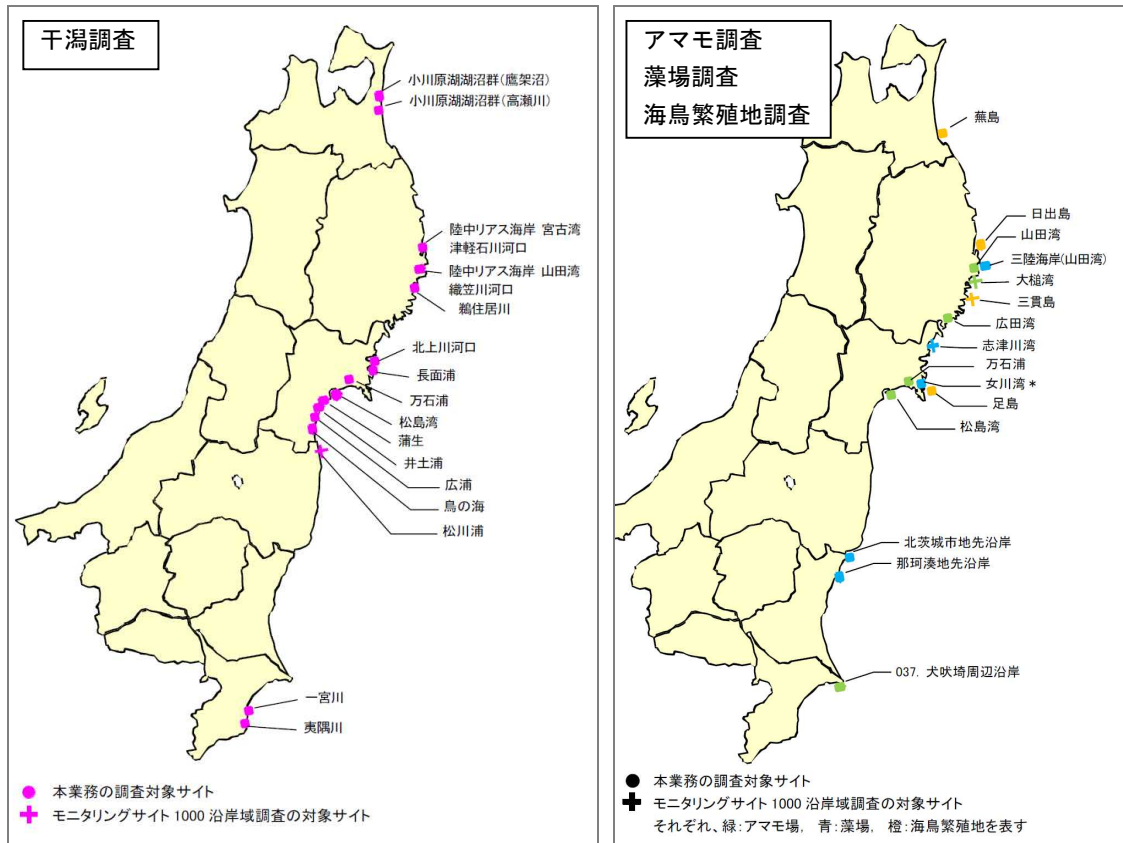 干潟調査
小川原湖湖沼群(鷹架沼)
小川原湖湖沼群(高瀬川)
陸中リアス海岸 宮古湾
津軽石川河口
陸中リアス海岸 山田湾
織笠川河口
鵜住居川
北上川河口
長面浦
万石浦
松島湾
蒲生
井土浦
広浦
鳥の海
松川浦
一宮川
夷隅川
本業務の調査対象サイト
モニタリングサイト 1000 沿岸域調査の対象サイト
アマモ調査
藻場調査
海鳥繁殖地調査
蕪島
日出島
山田湾
三陸海岸(山田湾)
大槌湾
三貫島
広田湾
志津川湾
万石浦
女川湾*
足島
松島湾
北茨城市地先沿岸
那珂湊地先沿岸
037. 犬吠埼周辺沿岸
本業務の調査対象サイト
モニタリングサイト 1000 沿岸域調査の対象サイト
それぞれ、緑:アマモ場, 青:藻場, 橙:海鳥繁殖地を表す